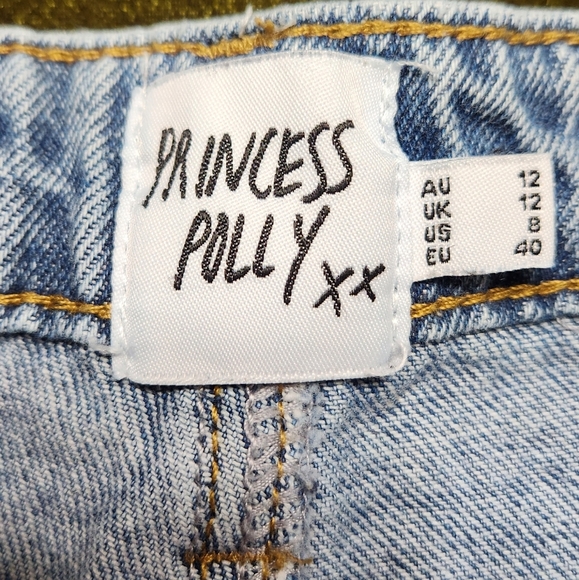 PRINCESS
POLLY
xx
AU 12
UK 12
US 8
EU 40